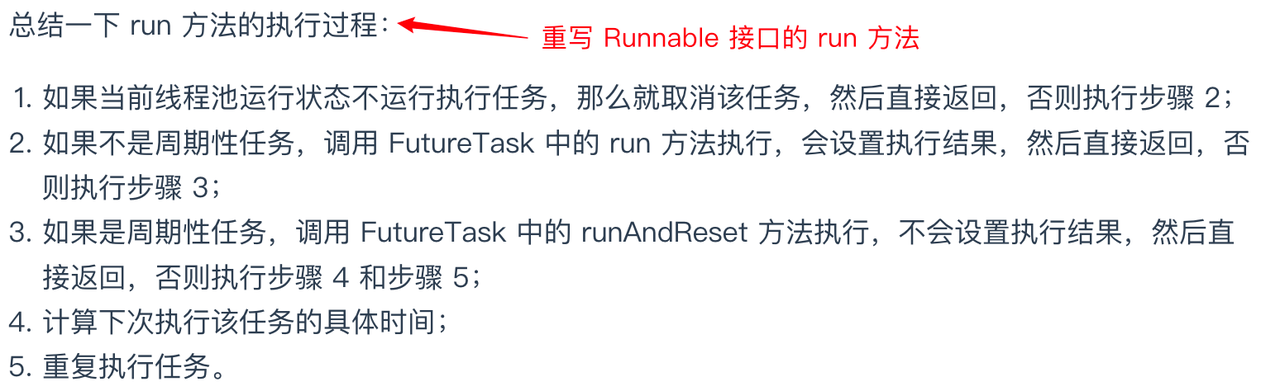 总结一下 run 方法的执行过程：
重写 Runnable 接口的 run 方法
1. 如果当前线程池运行状态不运行执行任务，那么就取消该任务，然后直接返回，否则执行步骤 2；
2. 如果不是周期性任务，调用 FutureTask 中的 run 方法执行，会设置执行结果，然后直接返回，否
则执行步骤 3；
3. 如果是周期性任务，调用 FutureTask 中的 runAndReset 方法执行，不会设置执行结果，然后直
接返回，否则执行步骤 4 和步骤 5；
4. 计算下次执行该任务的具体时间；
5. 重复执行任务。